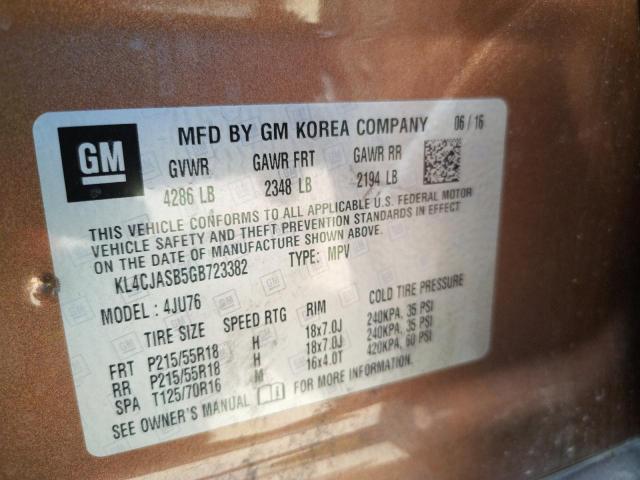 GM
MFD BY GM KOREA COMPANY 06 / 16
GVWR GAWR FRT GAWR RR
4286 LB 2348 LB 2194 LB
THIS VEHICLE CONFORMS TO ALL APPLICABLE U.S. FEDERAL MOTOR
VEHICLE SAFETY AND THEFT PREVENTION STANDARDS IN EFFECT
ON THE DATE OF MANUFACTURE SHOWN ABOVE.
KL4CJASB5GB723382 TYPE: MPV
MODEL : 4JU76
TIRE SIZE SPEED RTG RIM COLD TIRE PRESSURE
FRT P215/55R18 H 18x7.0J 240KPA, 35 PSI
RR P215/55R18 H 18x7.0J 240KPA, 35 PSI
SPA T125/70R16 M 16x4.0T 420KPA, 60 PSI
SEE OWNER'S MANUAL FOR MORE INFORMATION.